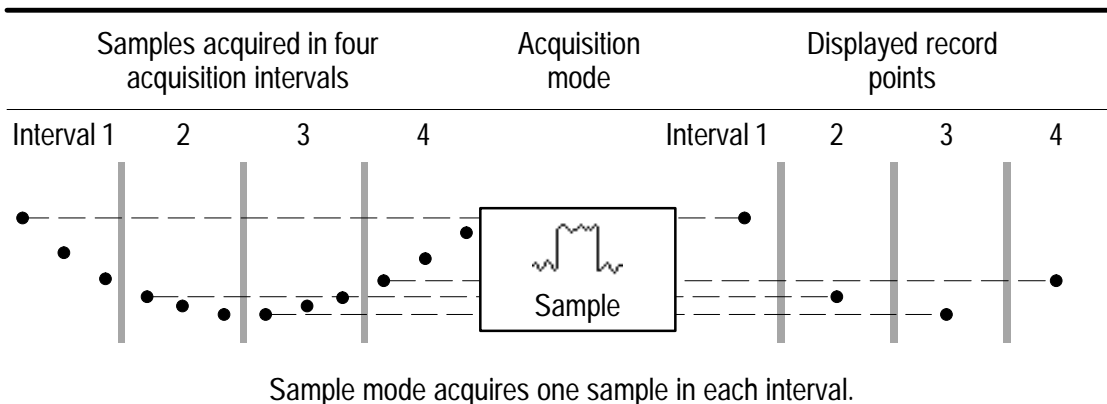 Samples acquired in four
acquisition intervals
Acquisition
mode
Displayed record
points
Interval 1 2 3 4 Interval 1 2 3 4
Sample
Sample mode acquires one sample in each interval.